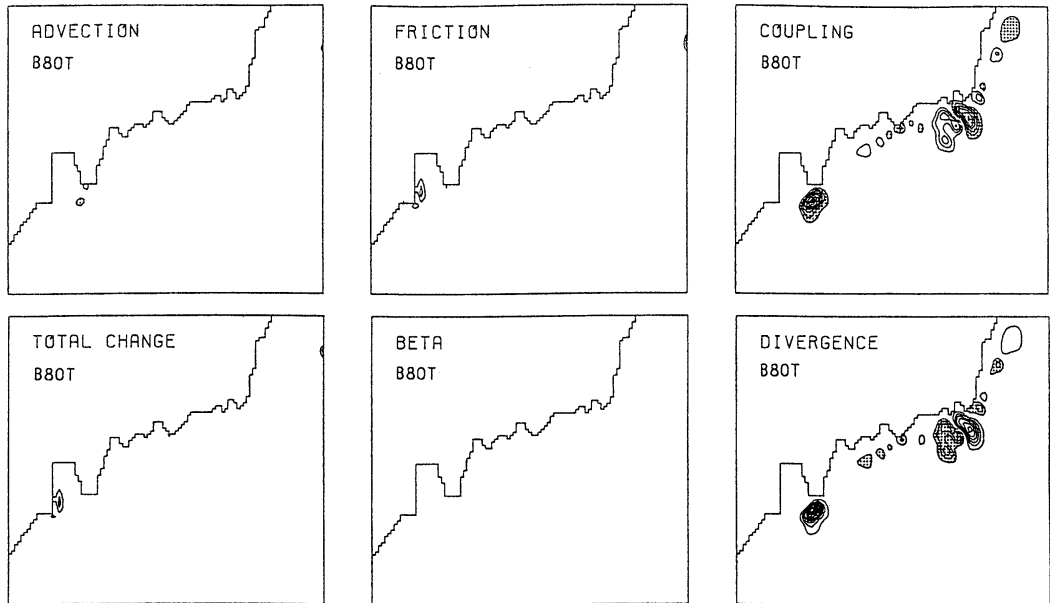 ADVECTION
B80T
FRICTION
B80T
COUPLING
B80T
TOTAL CHANGE
B80T
BETA
B80T
DIVERGENCE
B80T